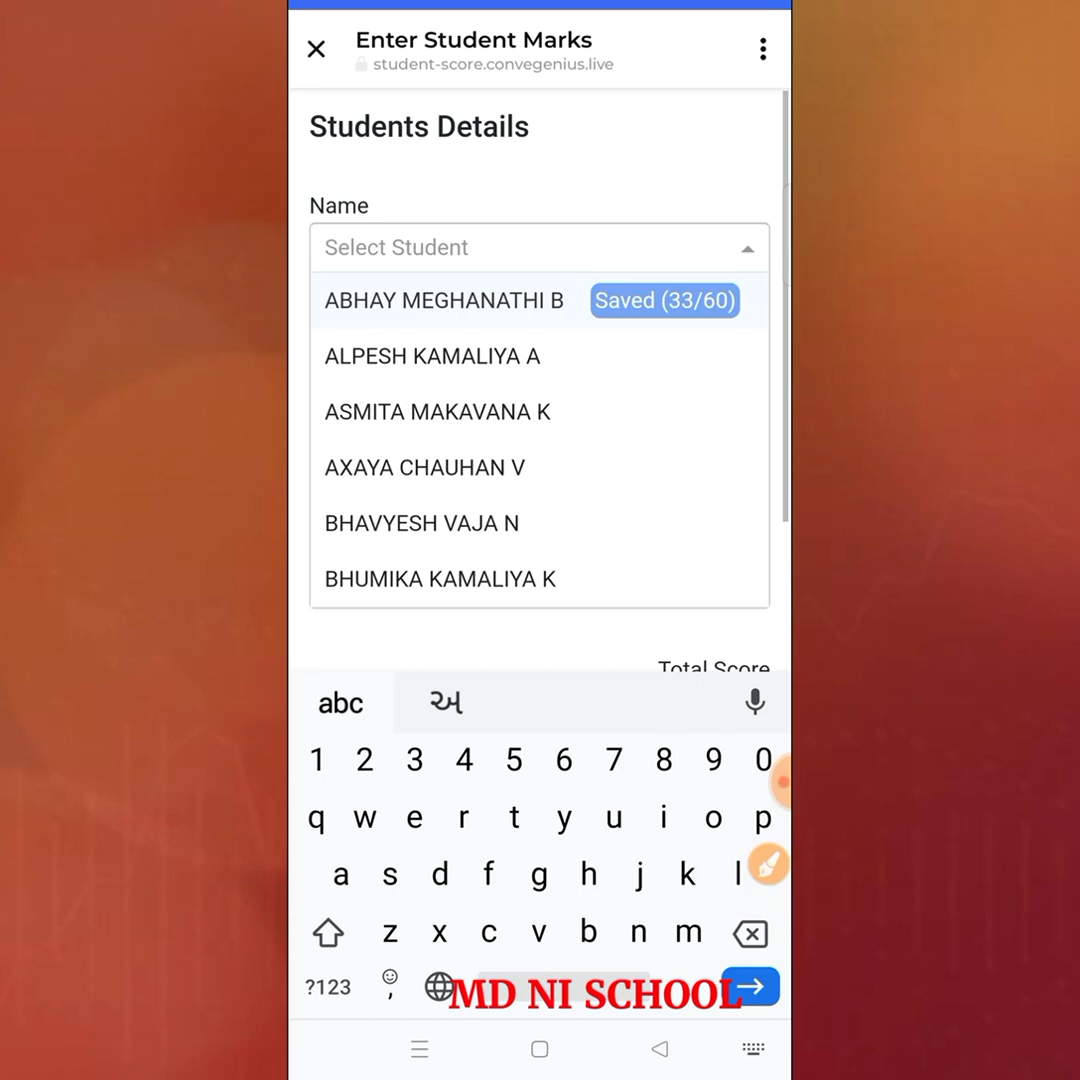 Enter Student Marks
student-score.convegenius.live
Students Details
Name
Select Student
ABHAY MEGHANATHI B Saved (33/60)
ALPESH KAMALIYA A
ASMITA MAKAVANA K
AXAYA CHAUHAN V
BHAVYESH VAJA N
BHUMIKA KAMALIYA K
Total Score
abc અ
1 2 3 4 5 6 7 8 9 0
q w e r t y u i o p
a s d f g h j k l
z x c v b n m
?123 ,
MD NI SCHOOL